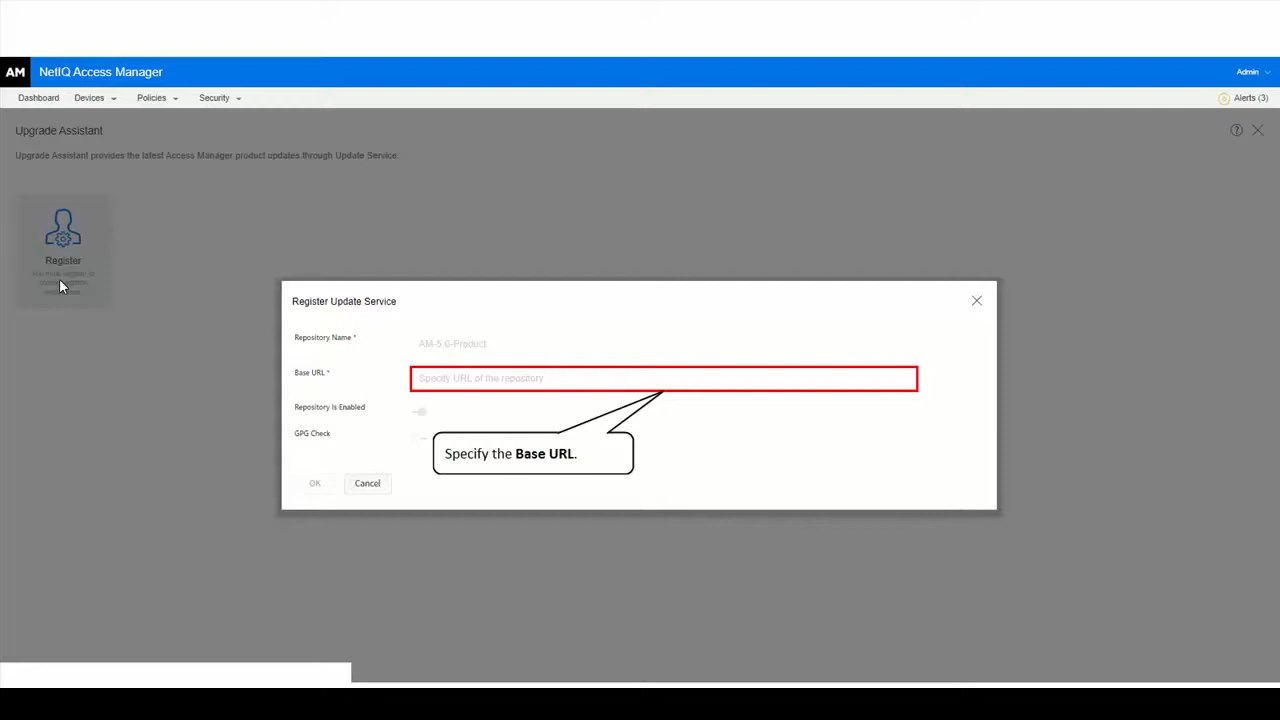 AM NetIQ Access Manager Admin
Dashboard Devices Policies Security Alerts (3)
Upgrade Assistant
Upgrade Assistant provides the latest Access Manager product updates through Update Service.
Register
Register Update Service
Repository Name *
AM-5.0-Product
Base URL *
Specify URL of the repository
Repository Is Enabled
GPG Check
Specify the Base URL.
OK Cancel